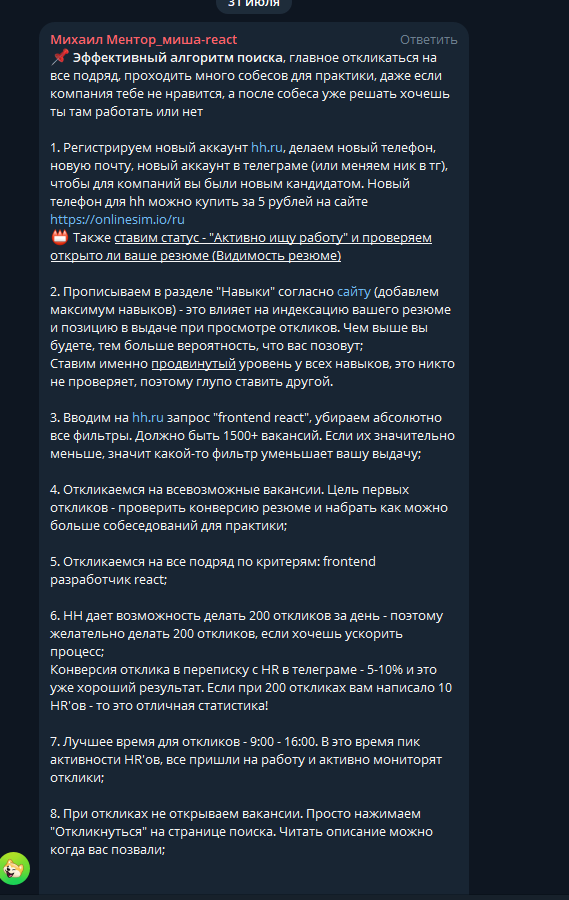 31 июля
Михаил Ментор_миша-react Ответить
📌 Эффективный алгоритм поиска, главное откликаться на
все подряд, проходить много собесов для практики, даже если
компания тебе не нравится, а после собеса уже решать хочешь
ты там работать или нет
1. Регистрируем новый аккаунт hh.ru, делаем новый телефон,
новую почту, новый аккаунт в телеграме (или меняем ник в тг),
чтобы для компаний вы были новым кандидатом. Новый
телефон для hh можно купить за 5 рублей на сайте
https://onlinesim.io/ru
📛 Также ставим статус - "Активно ищу работу" и проверяем
открыто ли ваше резюме (Видимость резюме)
2. Прописываем в разделе "Навыки" согласно сайту (добавлем
максимум навыков) - это влияет на индексацию вашего резюме
и позицию в выдаче при просмотре откликов. Чем выше вы
будете, тем больше вероятность, что вас позовут;
Ставим именно продвинутый уровень у всех навыков, это никто
не проверяет, поэтому глупо ставить другой.
3. Вводим на hh.ru запрос "frontend react", убираем абсолютно
все фильтры. Должно быть 1500+ вакансий. Если их значительно
меньше, значит какой-то фильтр уменьшает вашу выдачу;
4. Откликаемся на всевозможные вакансии. Цель первых
откликов - проверить конверсию резюме и набрать как можно
больше собеседований для практики;
5. Откликаемся на все подряд по критерям: frontend
разработчик react;
6. HH дает возможность делать 200 откликов за день - поэтому
желательно делать 200 откликов, если хочешь ускорить
процесс;
Конверсия отклика в переписку с HR в телеграме - 5-10% и это
уже хороший результат. Если при 200 откликах вам написало 10
HR'ов - то это отличная статистика!
7. Лучшее время для откликов - 9:00 - 16:00. В это время пик
активности HR'ов, все пришли на работу и активно мониторят
отклики;
8. При откликах не открываем вакансии. Просто нажимаем
"Откликнуться" на странице поиска. Читать описание можно
когда вас позвали;